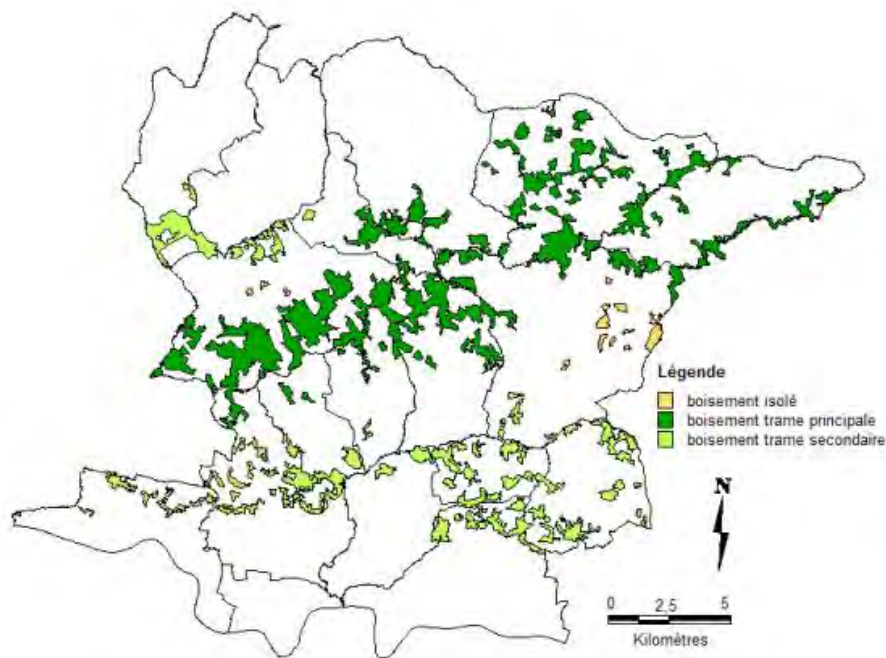 Légende
boisement isolé
boisement trame principale
boisement trame secondaire
N
0 2,5 5
Kilomètres